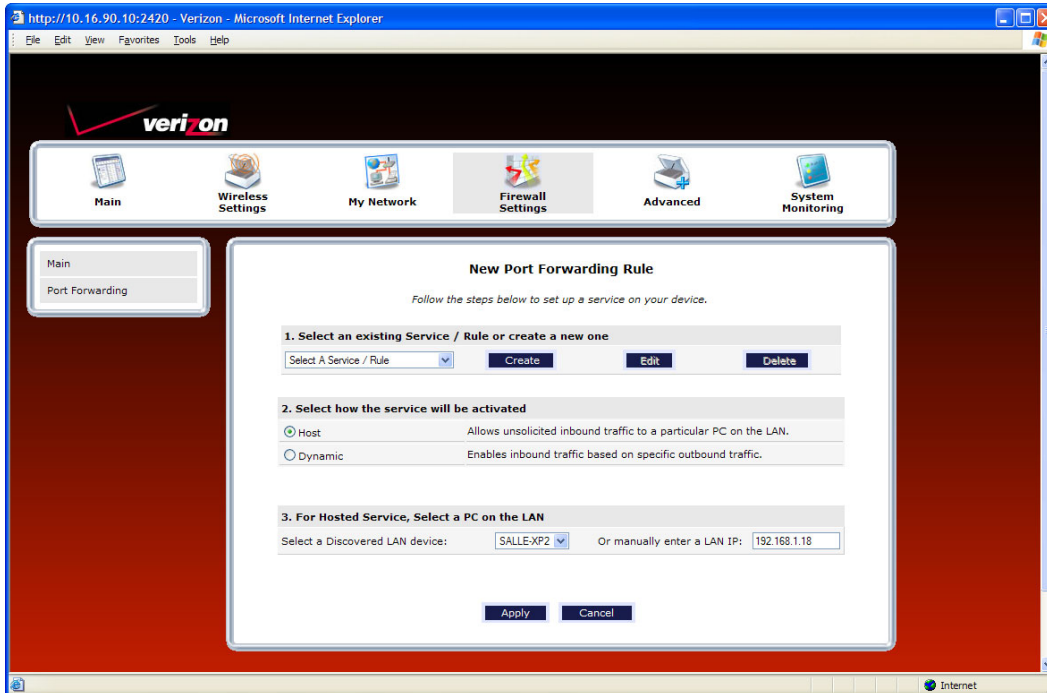 http://10.16.90.10:2420 - Verizon - Microsoft Internet Explorer
File Edit View Favorites Tools Help
verizon
Main
Wireless Settings
My Network
Firewall Settings
Advanced
System Monitoring
Main
Port Forwarding
New Port Forwarding Rule
Follow the steps below to set up a service on your device.
1. Select an existing Service / Rule or create a new one
Select A Service / Rule Create Edit Delete
2. Select how the service will be activated
Host Allows unsolicited inbound traffic to a particular PC on the LAN.
Dynamic Enables inbound traffic based on specific outbound traffic.
3. For Hosted Service, Select a PC on the LAN
Select a Discovered LAN device: SALLE-XP2 Or manually enter a LAN IP: 192.168.1.18
Apply Cancel
Internet